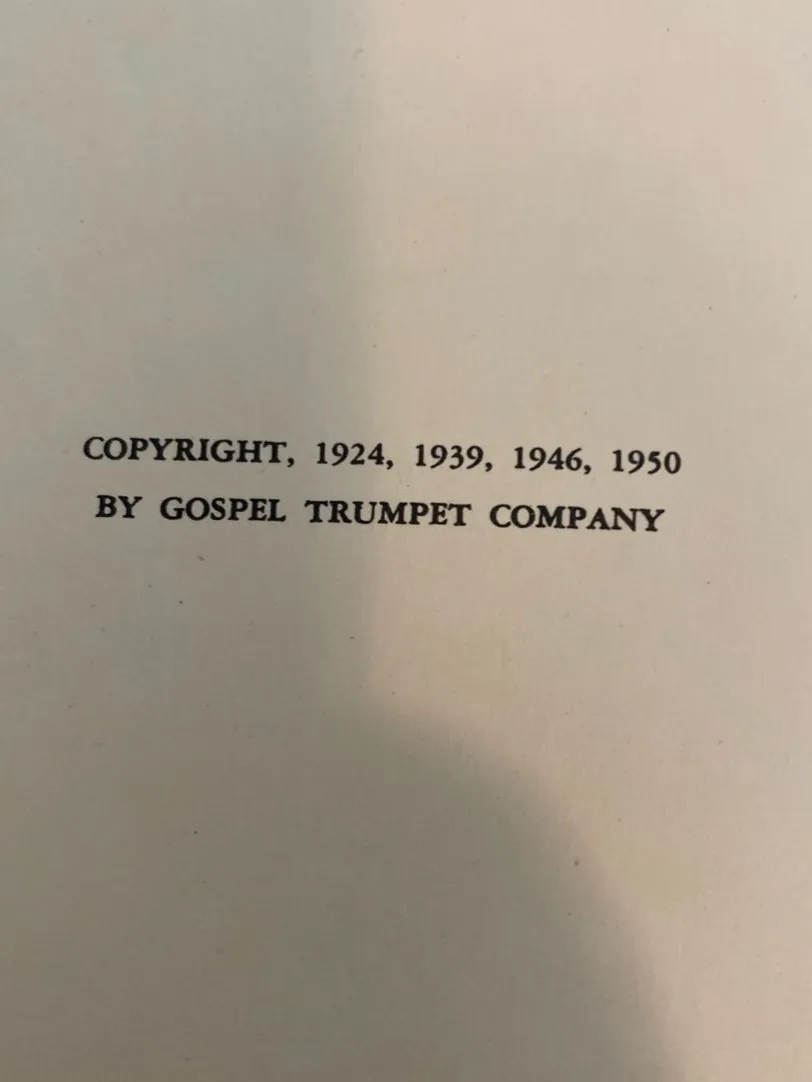 COPYRIGHT, 1924, 1939, 1946, 1950
BY GOSPEL TRUMPET COMPANY